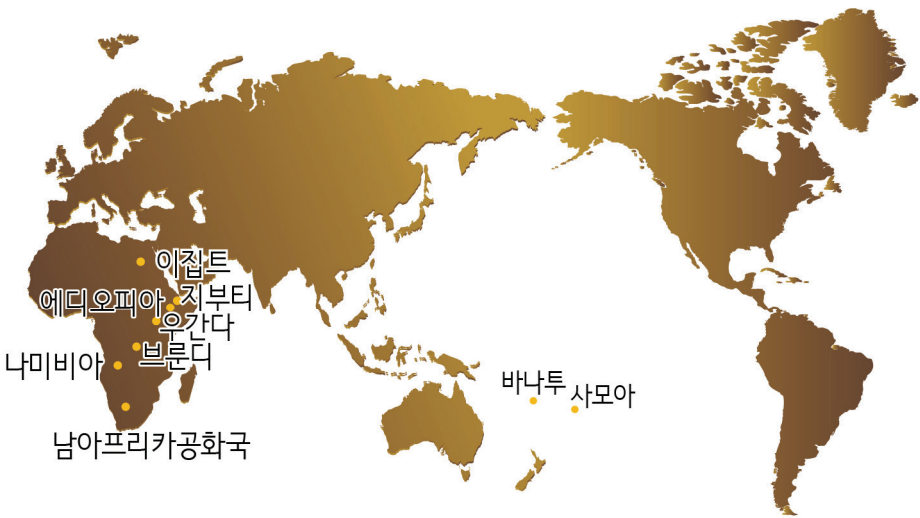 이집트
에디오피아
지부티
우간다
브룬디
나미비아
바나투
사모아
남아프리카공화국